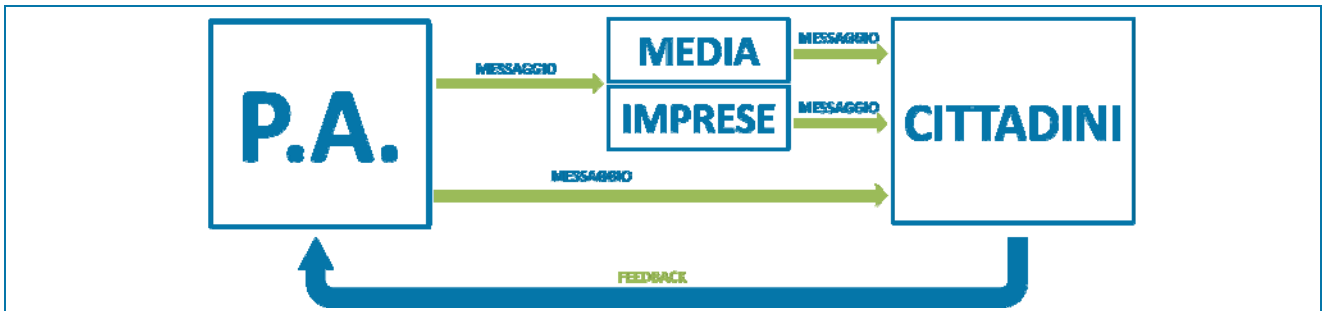 P.A.
MESSAGGIO
MEDIA
IMPRESE
MESSAGGIO
MESSAGGIO
CITTADINI
MESSAGGIO
FEEDBACK